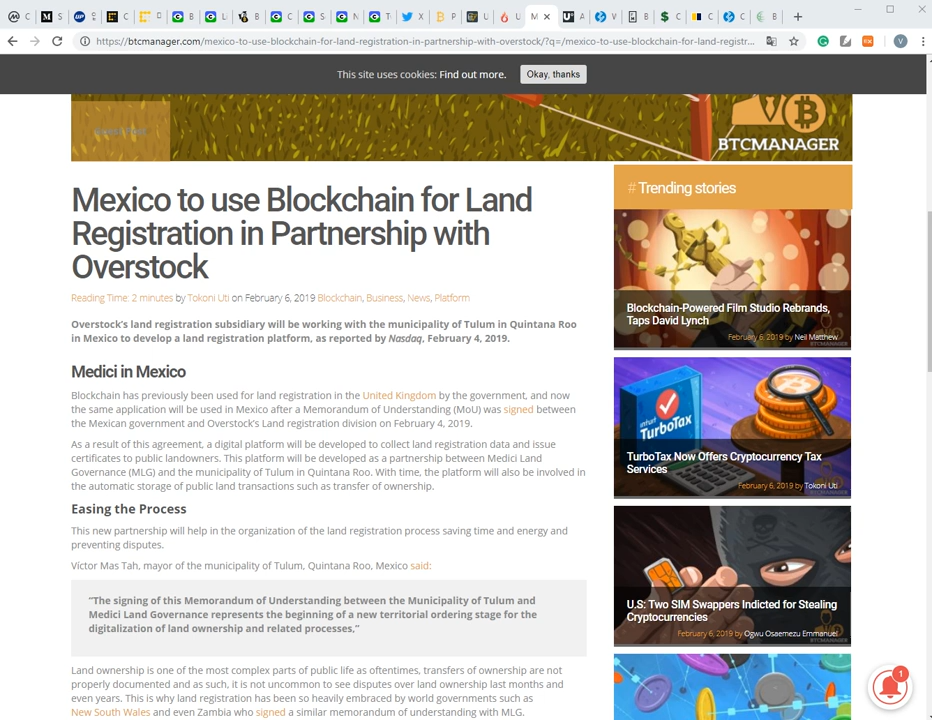 https://btcmanager.com/mexico-to-use-blockchain-for-land-registration-in-partnership-with-overstock/?q=/mexico-to-use-blockchain-for-land-registr...
This site uses cookies: Find out more.
Okay, thanks
BTCMANAGER
Mexico to use Blockchain for Land
Registration in Partnership with
Overstock
Reading Time: 2 minutes by Tokoni Uti on February 6, 2019 Blockchain, Business, News, Platform
Overstock's land registration subsidiary will be working with the municipality of Tulum in Quintana Roo
in Mexico to develop a land registration platform, as reported by Nasdaq, February 4, 2019.
Medici in Mexico
Blockchain has previously been used for land registration in the United Kingdom by the government, and now
the same application will be used in Mexico after a Memorandum of Understanding (MoU) was signed between
the Mexican government and Overstock's Land registration division on February 4, 2019.
As a result of this agreement, a digital platform will be developed to collect land registration data and issue
certificates to public landowners. This platform will be developed as a partnership between Medici Land
Governance (MLG) and the municipality of Tulum in Quintana Roo. With time, the platform will also be involved in
the automatic storage of public land transactions such as transfer of ownership.
Easing the Process
This new partnership will help in the organization of the land registration process saving time and energy and
preventing disputes.
Víctor Mas Tah, mayor of the municipality of Tulum, Quintana Roo, Mexico said:
"The signing of this Memorandum of Understanding between the Municipality of Tulum and
Medici Land Governance represents the beginning of a new territorial ordering stage for the
digitalization of land ownership and related processes,"
Land ownership is one of the most complex parts of public life as oftentimes, transfers of ownership are not
properly documented and as such, it is not uncommon to see disputes over land ownership last months and
even years. This is why land registration has been so heavily embraced by world governments such as
New South Wales and even Zambia who signed a similar memorandum of understanding with MLG.
# Trending stories
Blockchain-Powered Film Studio Rebrands,
Taps David Lynch
February 6, 2019 by Neil Matthew
intuit
TurboTax
TurboTax Now Offers Cryptocurrency Tax
Services
February 6, 2019 by Tokoni Uti
U.S: Two SIM Swappers Indicted for Stealing
Cryptocurrencies
February 6, 2019 by Ogwu Osaemezu Emmanuel
1